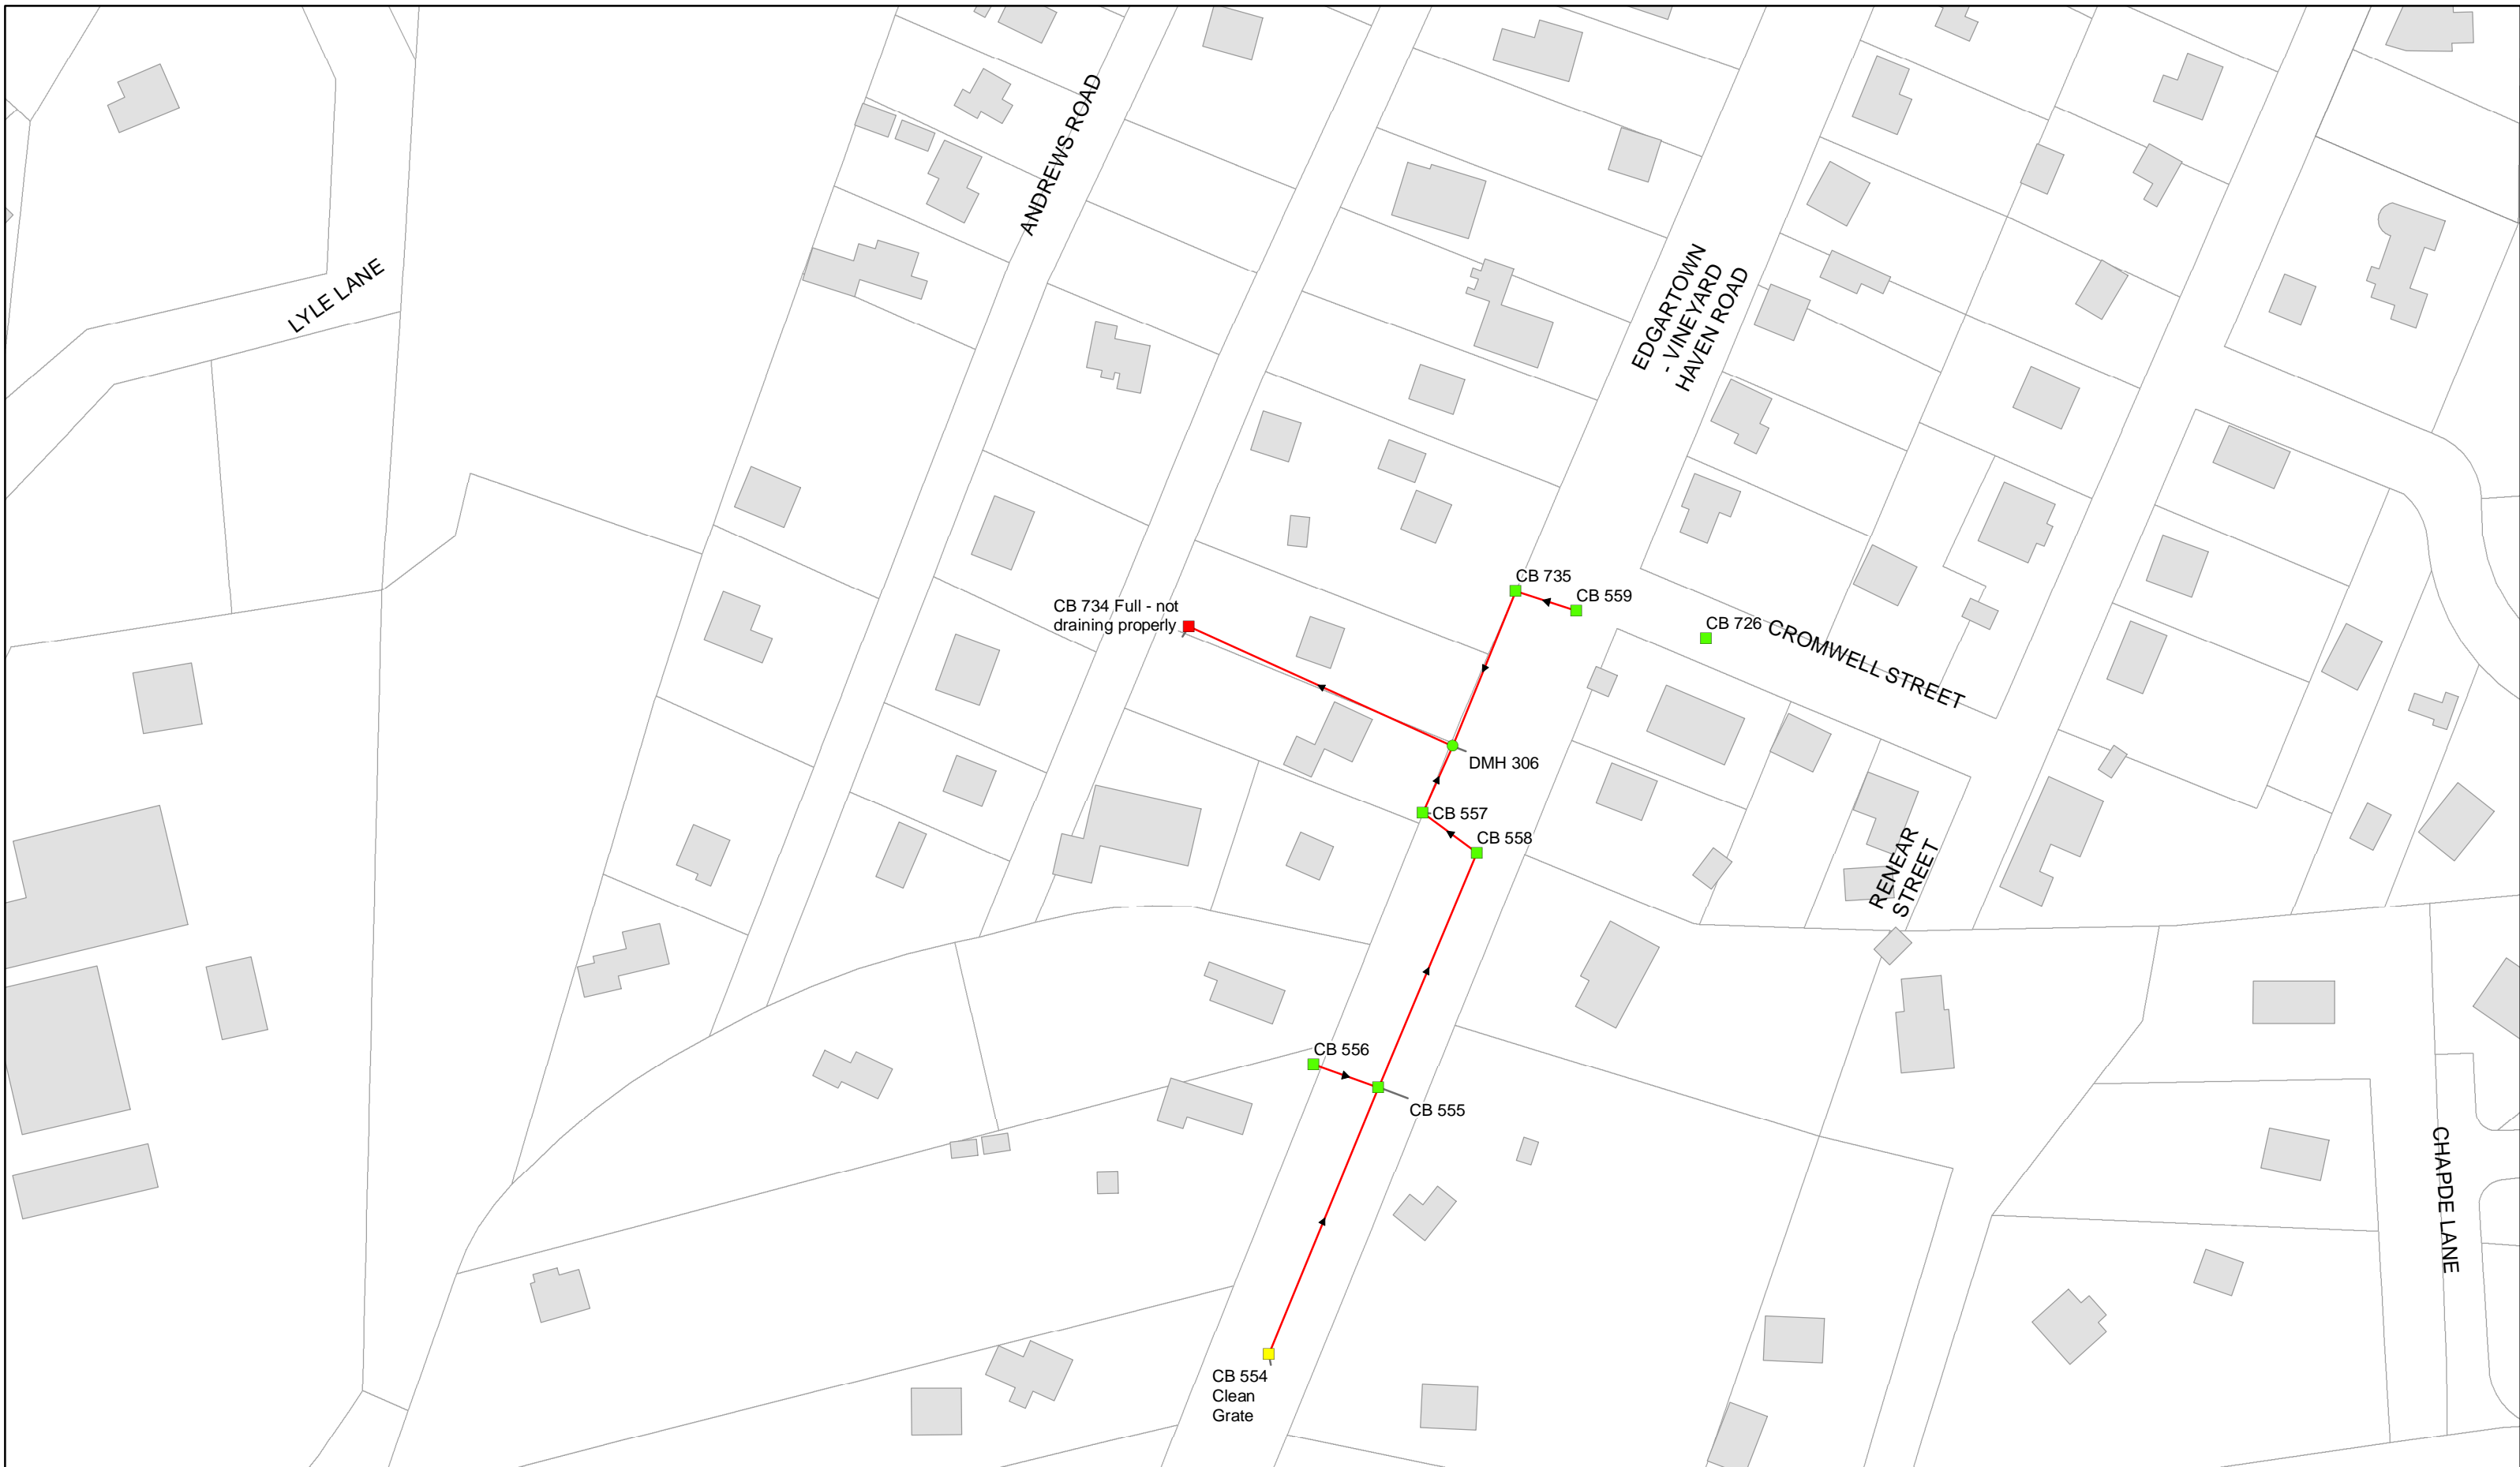 ANDREWS ROAD
LYLE LANE
EDGARTOWN
- VINEYARD
HAVEN ROAD
CB 735
CB 559
CB 734 Full - not
draining properly
CB 726
CROMWELL STREET
DMH 306
CB 557
CB 558
RENEAR
STREET
CB 556
CB 555
CHAPDE LANE
CB 554
Clean
Grate